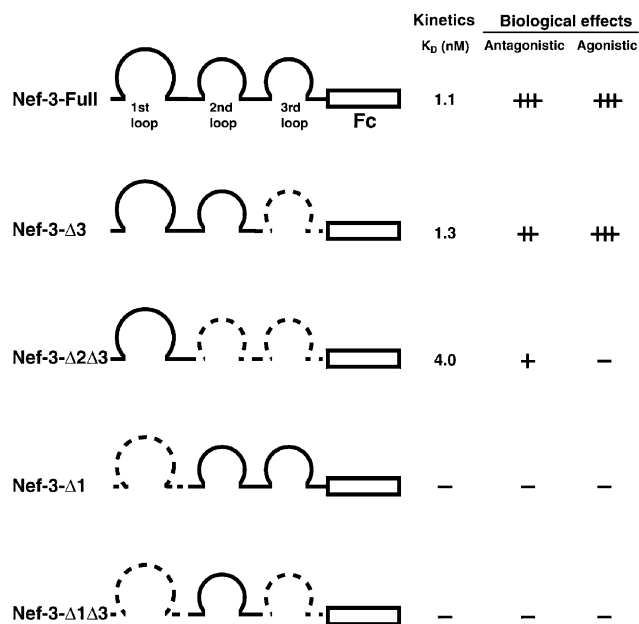 Kinetics Biological effects
K_D (nM) Antagonistic Agonistic
Nef-3-Full 1.1 +++ +++
1st loop 2nd loop 3rd loop Fc
Nef-3-Δ3 1.3 ++ +++
Nef-3-Δ2Δ3 4.0 + –
Nef-3-Δ1 – – –
Nef-3-Δ1Δ3 – – –